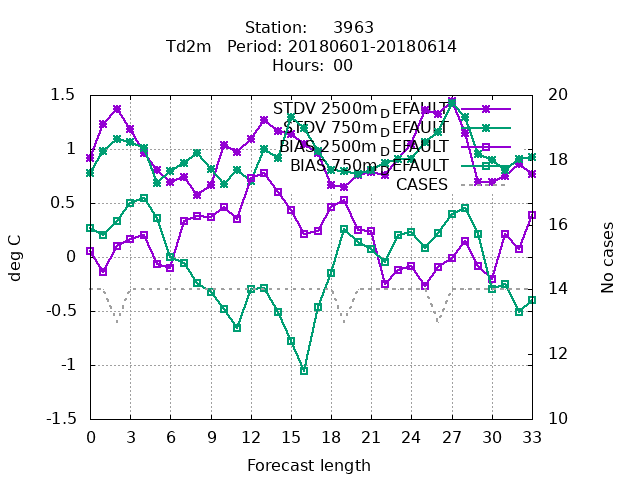 Station: 3963
Td2m Period: 20180601-20180614
Hours: 00
1.5
1
0.5
0
-0.5
-1
-1.5
deg C
20
18
16
14
12
10
No cases
STDV 2500m_DEFAULT
STDV 750m_DEFAULT
BIAS 2500m_DEFAULT
BIAS 750m_DEFAULT
CASES
0 3 6 9 12 15 18 21 24 27 30 33
Forecast length